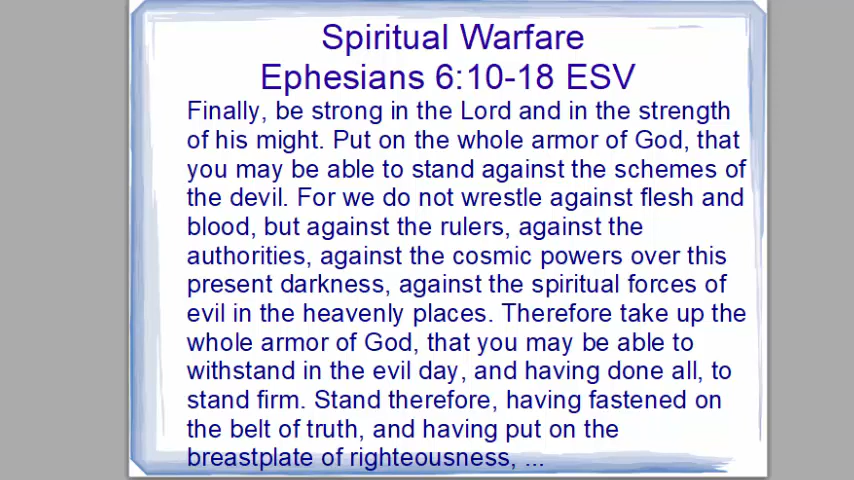 Spiritual Warfare
Ephesians 6:10-18 ESV
Finally, be strong in the Lord and in the strength
of his might. Put on the whole armor of God, that
you may be able to stand against the schemes of
the devil. For we do not wrestle against flesh and
blood, but against the rulers, against the
authorities, against the cosmic powers over this
present darkness, against the spiritual forces of
evil in the heavenly places. Therefore take up the
whole armor of God, that you may be able to
withstand in the evil day, and having done all, to
stand firm. Stand therefore, having fastened on
the belt of truth, and having put on the
breastplate of righteousness, ...